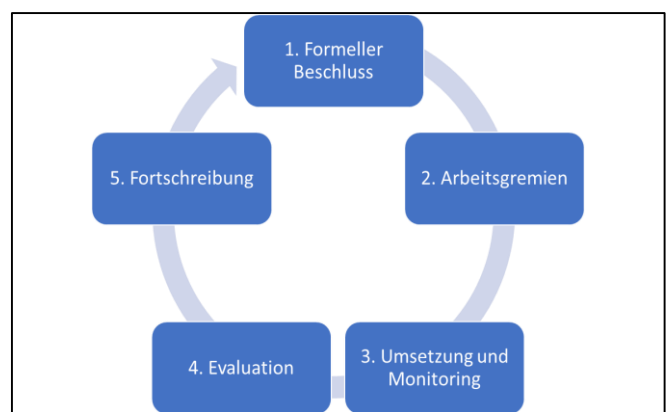 1. Formeller
Beschluss
2. Arbeitsgremien
3. Umsetzung und
Monitoring
4. Evaluation
5. Fortschreibung